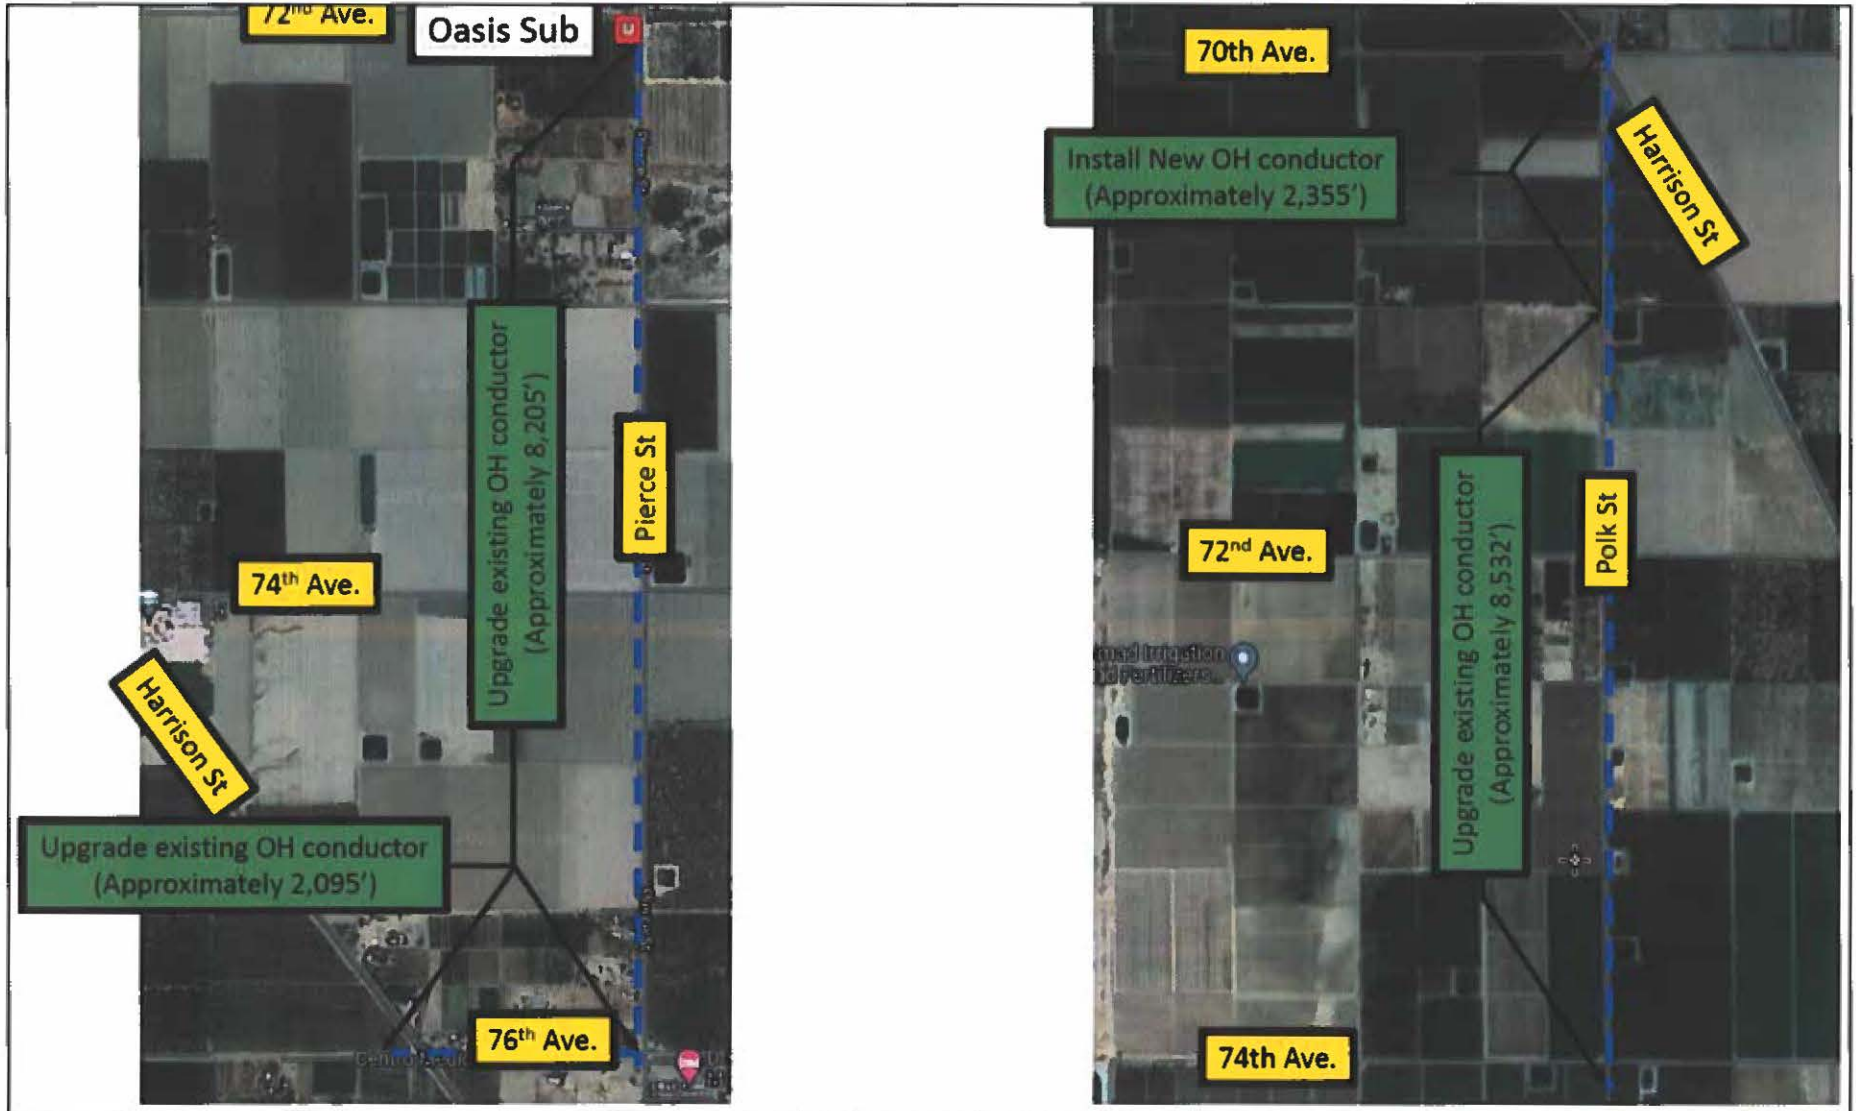 72nd Ave.
Oasis Sub
Upgrade existing OH conductor
(Approximately 8,205')
Pierce St
74th Ave.
Harrison St
Upgrade existing OH conductor
(Approximately 2,095')
76th Ave.
70th Ave.
Install New OH conductor
(Approximately 2,355')
Harrison St
72nd Ave.
Polk St
Upgrade existing OH conductor
(Approximately 8,532')
Irrigation
Fertilizers...
74th Ave.